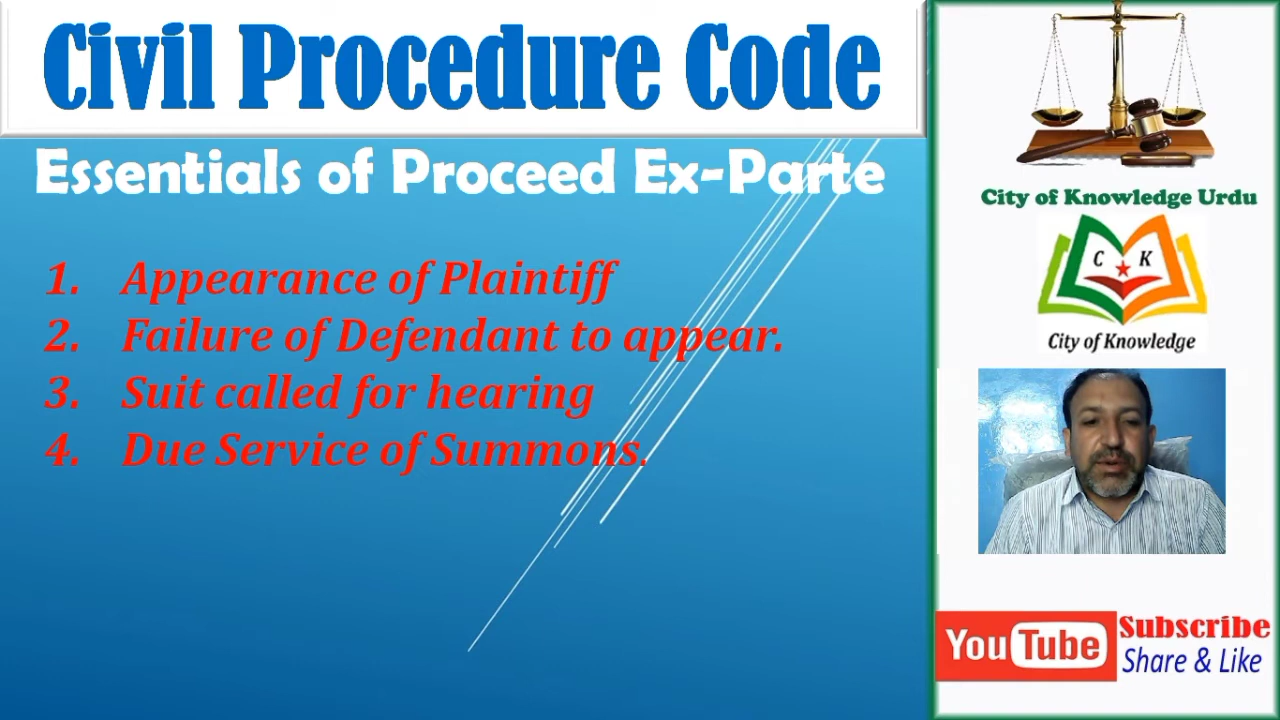 Civil Procedure Code
Essentials of Proceed Ex-Parte
1. Appearance of Plaintiff
2. Failure of Defendant to appear.
3. Suit called for hearing
4. Due Service of Summons.
City of Knowledge Urdu
C K
City of Knowledge
YouTube
Subscribe
Share & Like